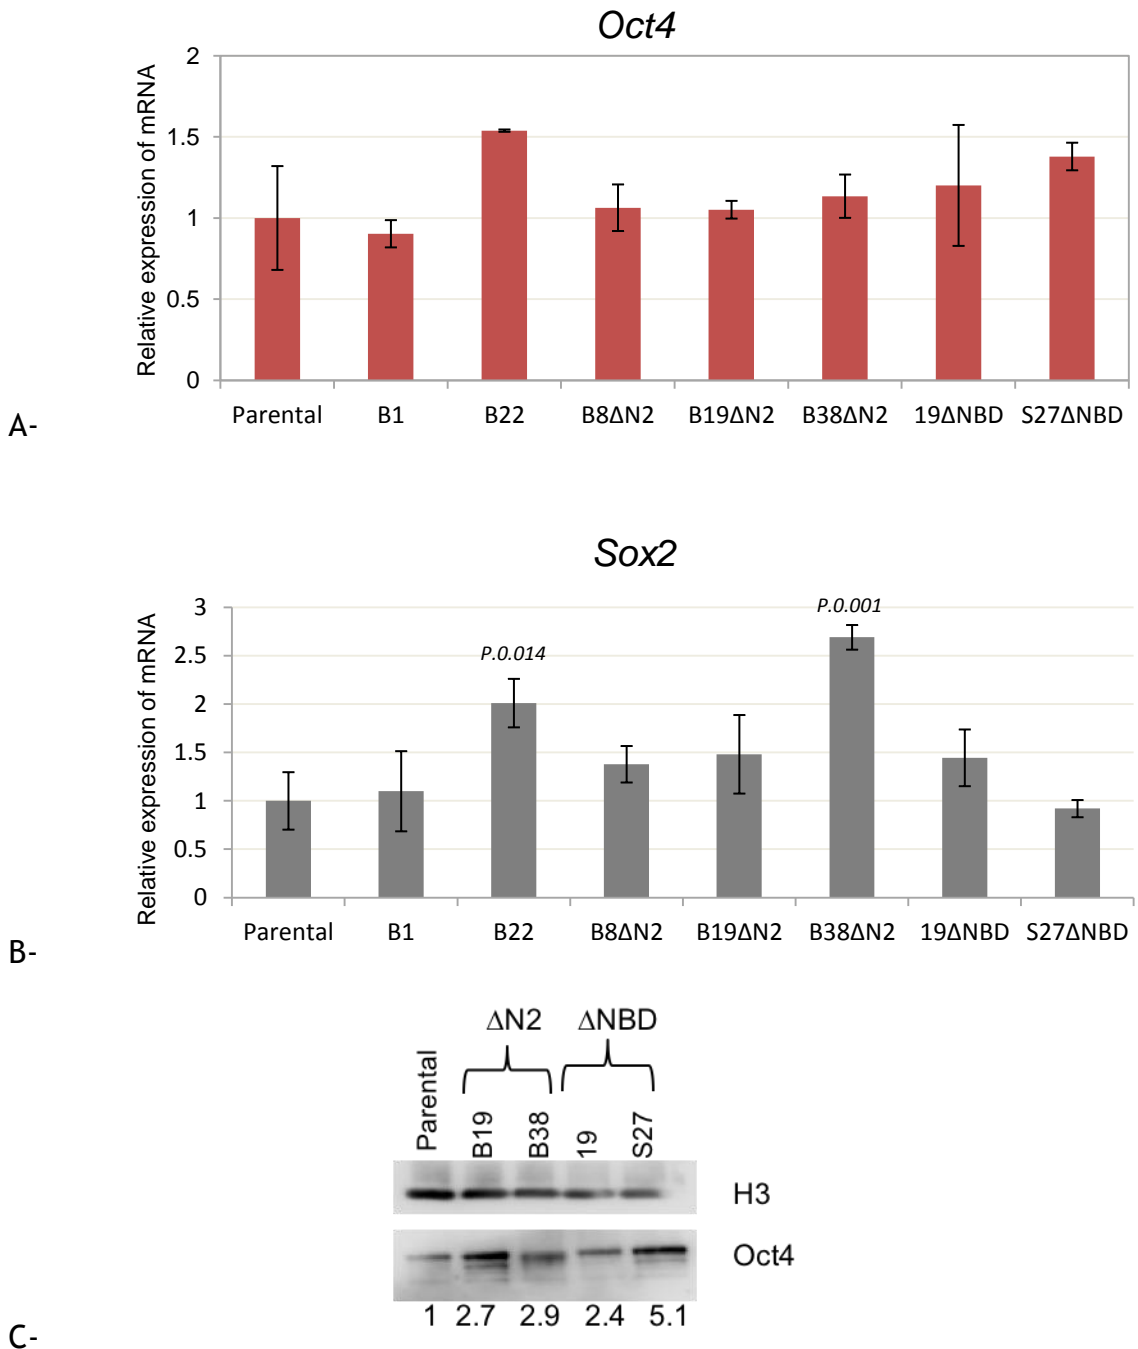 Oct4
Relative expression of mRNA
2
1.5
1
0.5
0
Parental B1 B22 B8ΔN2 B19ΔN2 B38ΔN2 19ΔNBD S27ΔNBD
A-
Sox2
Relative expression of mRNA
3
2.5
2
1.5
1
0.5
0
P.0.014
P.0.001
Parental B1 B22 B8ΔN2 B19ΔN2 B38ΔN2 19ΔNBD S27ΔNBD
B-
ΔN2 ΔNBD
Parental B19 B38 19 S27
H3
Oct4
1 2.7 2.9 2.4 5.1
C-